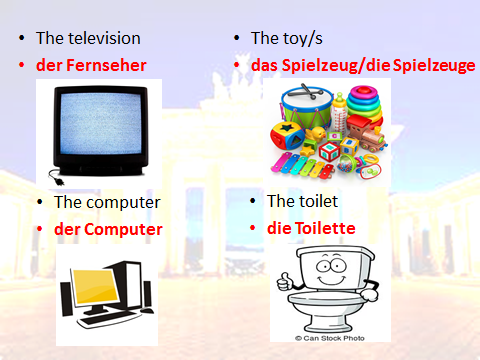 The television
der Fernseher
The toy/s
das Spielzeug/die Spielzeuge
The computer
der Computer
The toilet
die Toilette
© Can Stock Photo